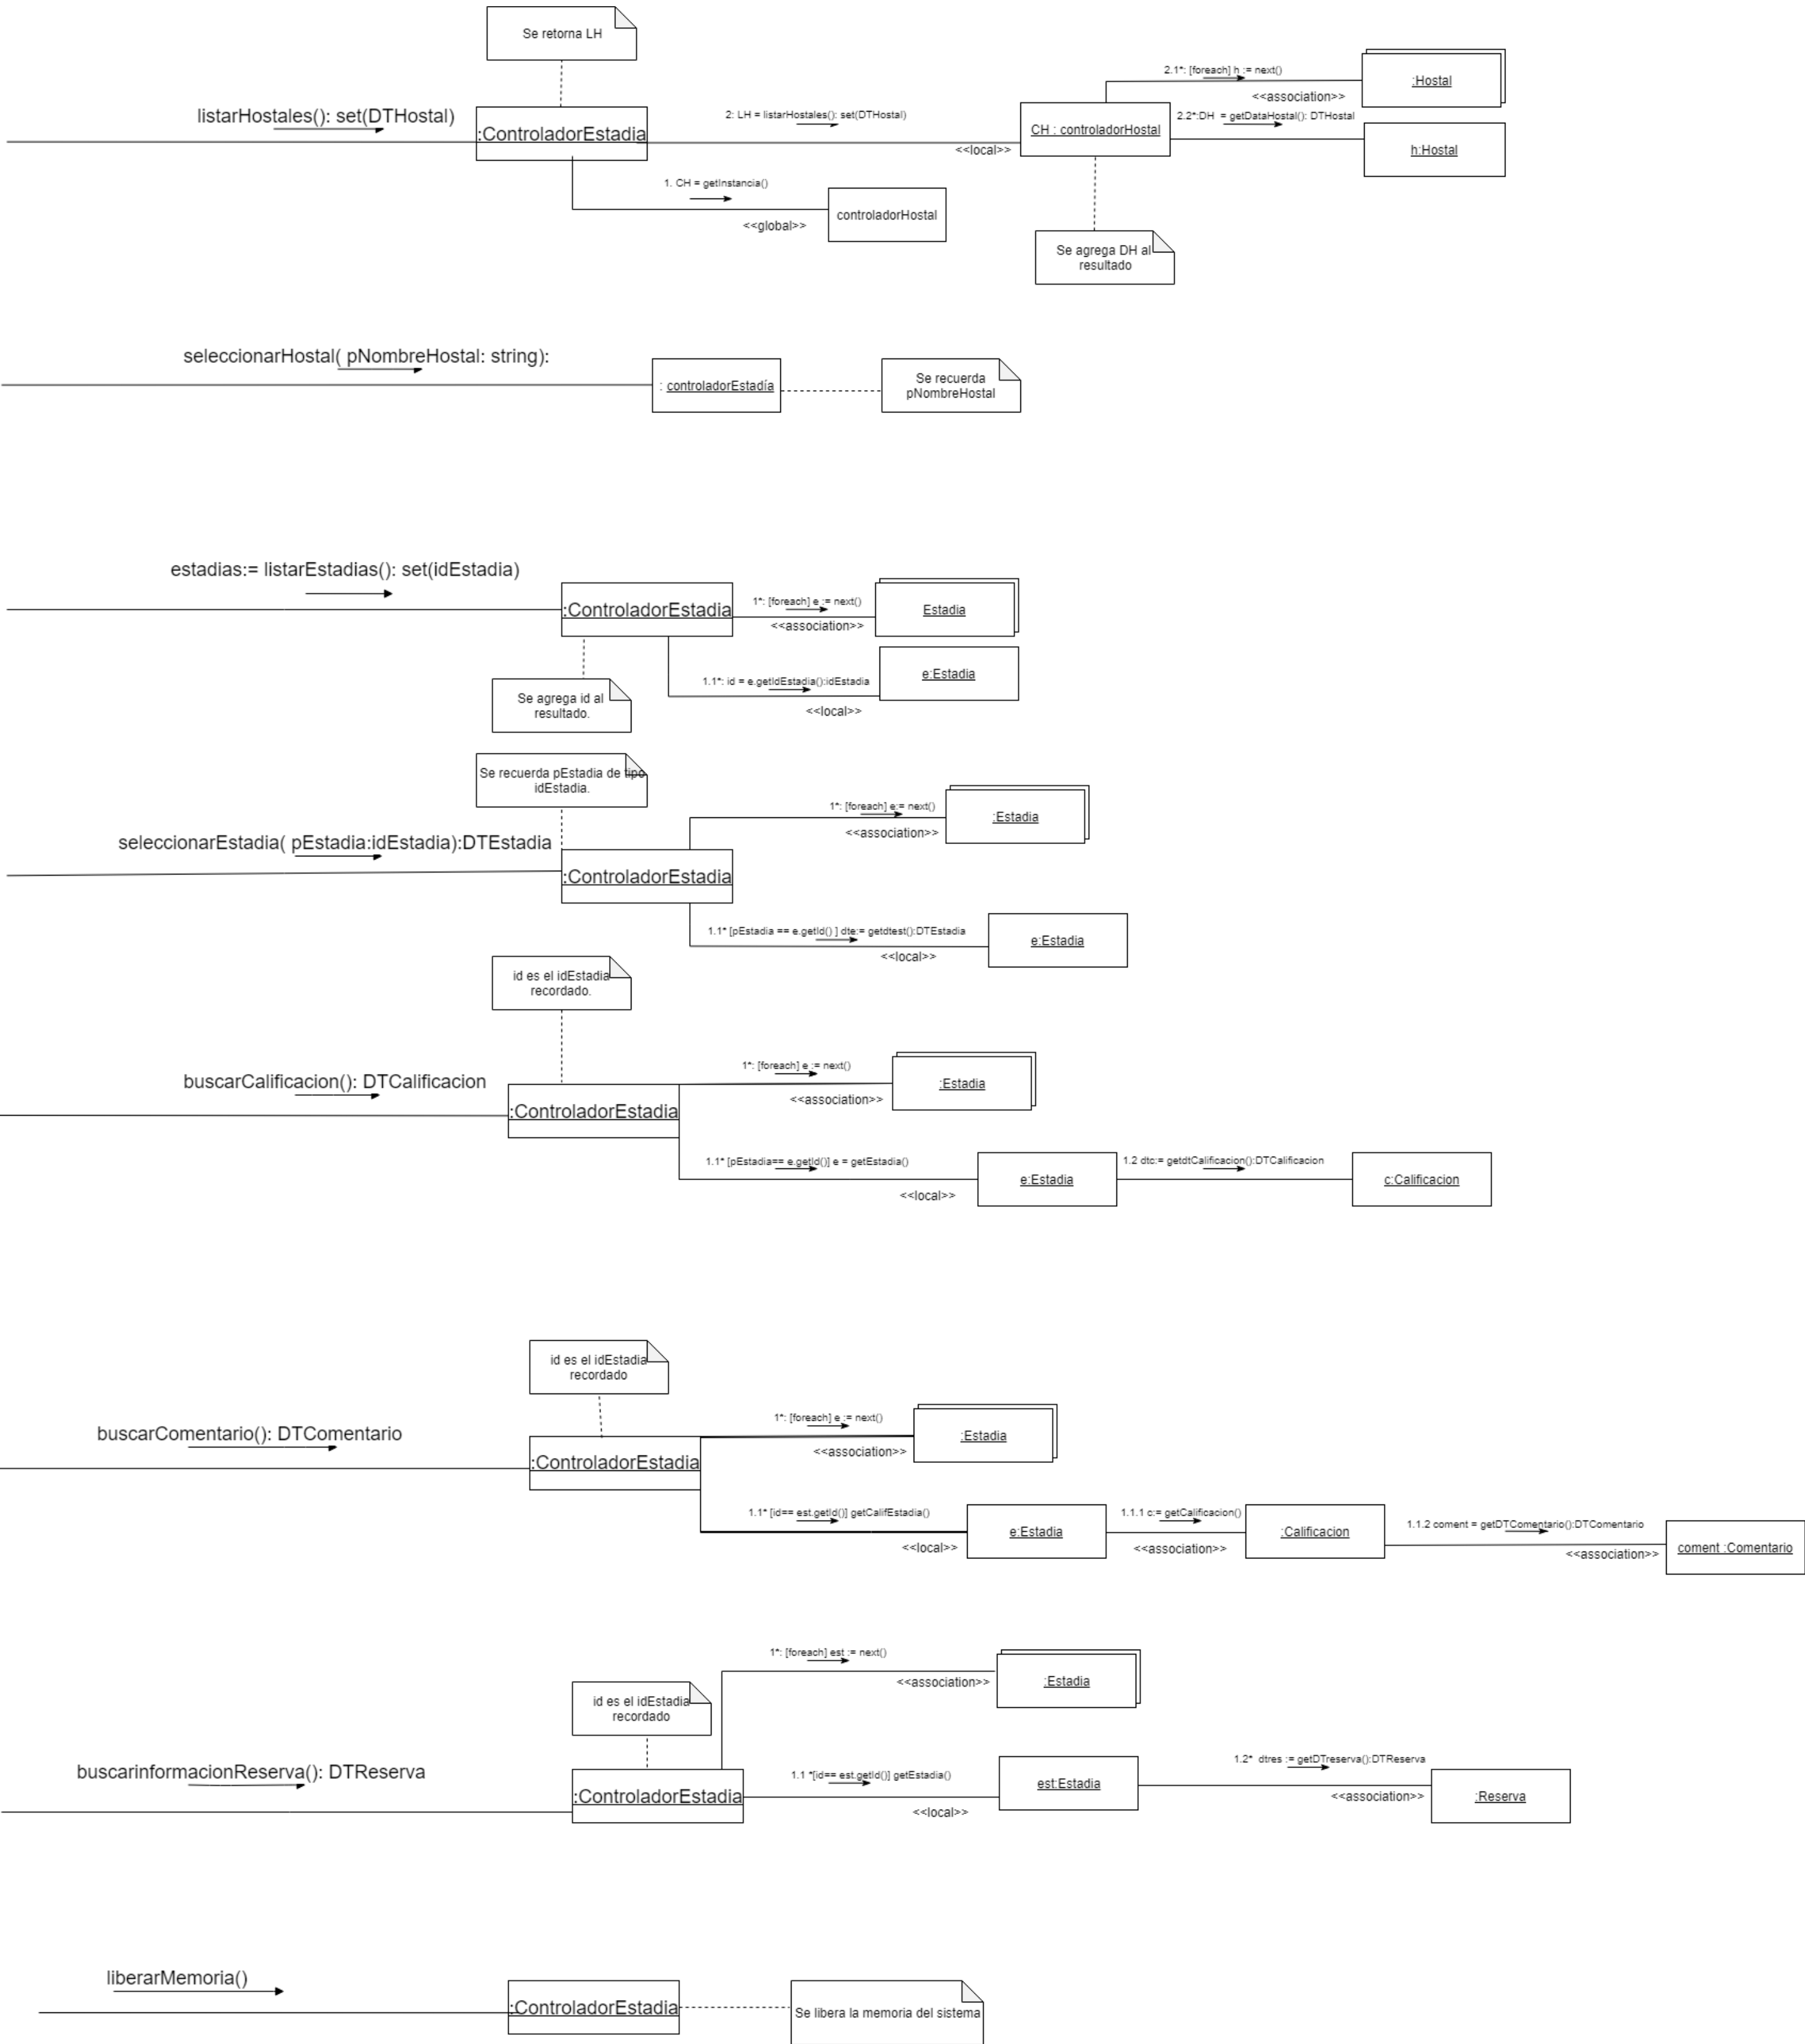 Se retorna LH
2.1*: [foreach] h := next()
:Hostal
<<association>>
listarHostales(): set(DTHostal)
2: LH = listarHostales(): set(DTHostal)
2.2*:DH = getDataHostal(): DTHostal
:ControladorEstadia
CH : controladorHostal
<<local>>
h:Hostal
1. CH = getInstancia()
controladorHostal
<<global>>
Se agrega DH al
resultado
seleccionarHostal( pNombreHostal: string):
: controladorEstadía
Se recuerda
pNombreHostal
estadias:= listarEstadias(): set(idEstadia)
:ControladorEstadia
1*: [foreach] e := next()
Estadia
<<association>>
e:Estadia
1.1*: id = e.getIdEstadia():idEstadia
<<local>>
Se agrega id al
resultado.
Se recuerda pEstadia de tipo
idEstadia.
1*: [foreach] e:= next()
:Estadia
<<association>>
seleccionarEstadia( pEstadia:idEstadia):DTEstadia
:ControladorEstadia
1.1* [pEstadia == e.getId() ] dte:= getdtest():DTEstadia
e:Estadia
<<local>>
id es el idEstadia
recordado.
1*: [foreach] e := next()
:Estadia
<<association>>
buscarCalificacion(): DTCalificacion
:ControladorEstadia
1.1* [pEstadia== e.getId()] e = getEstadia()
e:Estadia
<<local>>
1.2 dtc:= getdtCalificacion():DTCalificacion
c:Calificacion
id es el idEstadia
recordado
1*: [foreach] e := next()
:Estadia
<<association>>
buscarComentario(): DTComentario
:ControladorEstadia
1.1* [id== est.getId()] getCalifEstadia()
e:Estadia
<<local>>
1.1.1 c:= getCalificacion()
<<association>>
:Calificacion
1.1.2 coment = getDTComentario():DTComentario
<<association>>
coment :Comentario
1*: [foreach] est := next()
<<association>>
:Estadia
id es el idEstadia
recordado
buscarinformacionReserva(): DTReserva
:ControladorEstadia
1.1 *[id== est.getId()] getEstadia()
<<local>>
est:Estadia
1.2* dtres := getDTreserva():DTReserva
<<association>>
:Reserva
liberarMemoria()
:ControladorEstadia
Se libera la memoria del sistema